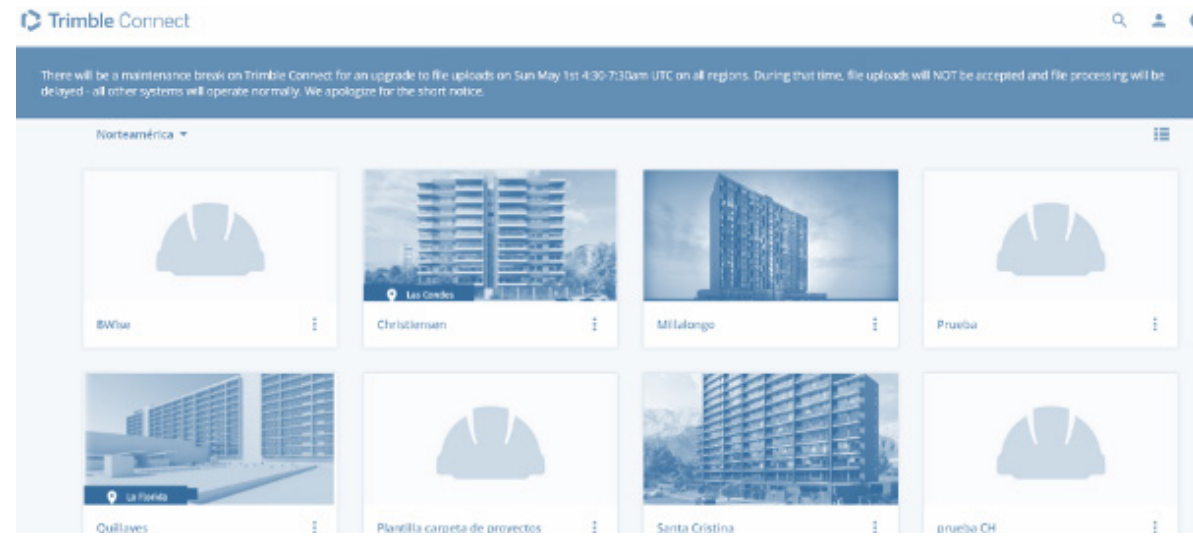 Trimble Connect
There will be a maintenance break on Trimble Connect for an upgrade to file uploads on Sun May 1st 4:30-7:30am UTC on all regions. During that time, file uploads will NOT be accepted and file processing will be
delayed - all other systems will operate normally. We apologize for the short notice.
Norteamérica
Las Condes
BWise
Christiensen
Millalongo
Prueba
La Florida
Quillayes
Plantilla carpeta de proyectos
Santa Cristina
prueba CH